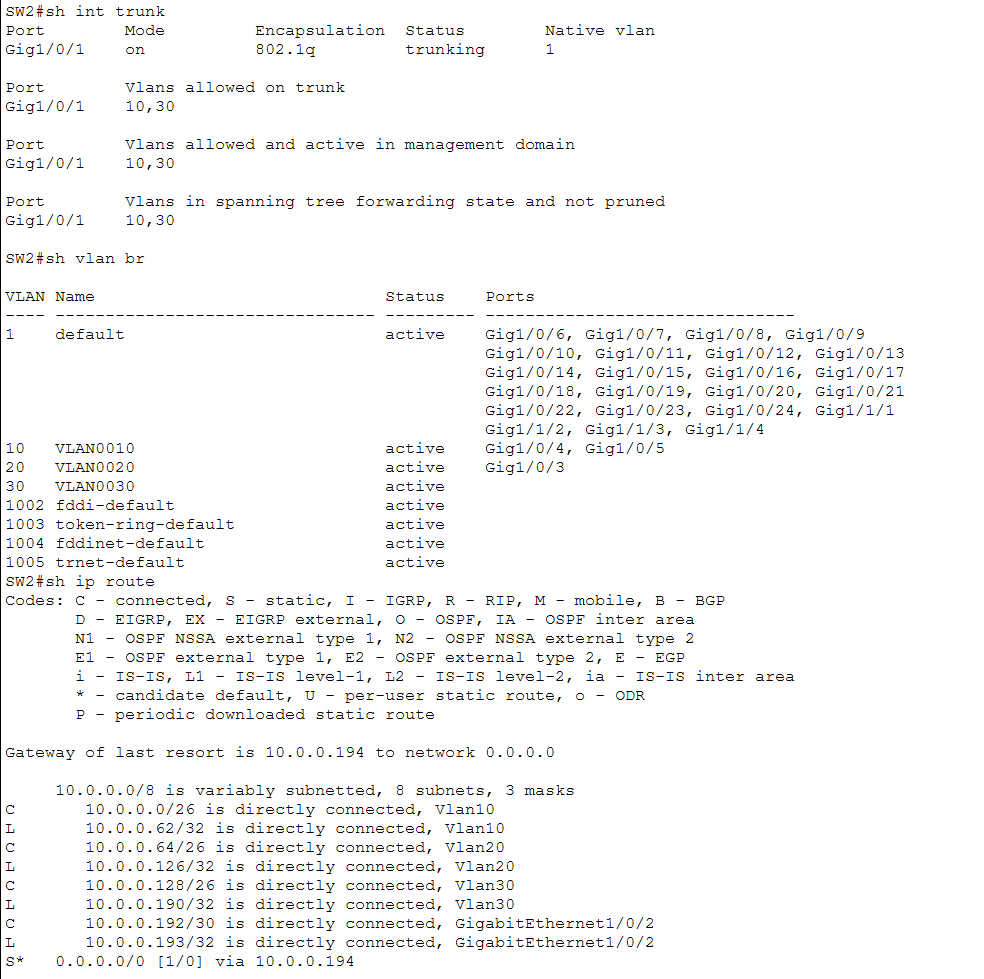 SW2#sh int trunk
Port        Mode         Encapsulation  Status        Native vlan
Gig1/0/1    on           802.1q         trunking      1

Port        Vlans allowed on trunk
Gig1/0/1    10,30

Port        Vlans allowed and active in management domain
Gig1/0/1    10,30

Port        Vlans in spanning tree forwarding state and not pruned
Gig1/0/1    10,30

SW2#sh vlan br

VLAN Name                             Status    Ports
---- -------------------------------- --------- -------------------------------
1    default                          active    Gig1/0/6, Gig1/0/7, Gig1/0/8, Gig1/0/9
                                                Gig1/0/10, Gig1/0/11, Gig1/0/12, Gig1/0/13
                                                Gig1/0/14, Gig1/0/15, Gig1/0/16, Gig1/0/17
                                                Gig1/0/18, Gig1/0/19, Gig1/0/20, Gig1/0/21
                                                Gig1/0/22, Gig1/0/23, Gig1/0/24, Gig1/1/1
                                                Gig1/1/2, Gig1/1/3, Gig1/1/4
10   VLAN0010                         active    Gig1/0/4, Gig1/0/5
20   VLAN0020                         active    Gig1/0/3
30   VLAN0030                         active
1002 fddi-default                     active
1003 token-ring-default               active
1004 fddinet-default                  active
1005 trnet-default                    active
SW2#sh ip route
Codes: C - connected, S - static, I - IGRP, R - RIP, M - mobile, B - BGP
       D - EIGRP, EX - EIGRP external, O - OSPF, IA - OSPF inter area
       N1 - OSPF NSSA external type 1, N2 - OSPF NSSA external type 2
       E1 - OSPF external type 1, E2 - OSPF external type 2, E - EGP
       i - IS-IS, L1 - IS-IS level-1, L2 - IS-IS level-2, ia - IS-IS inter area
       * - candidate default, U - per-user static route, o - ODR
       P - periodic downloaded static route

Gateway of last resort is 10.0.0.194 to network 0.0.0.0

     10.0.0.0/8 is variably subnetted, 8 subnets, 3 masks
C       10.0.0.0/26 is directly connected, Vlan10
L       10.0.0.62/32 is directly connected, Vlan10
C       10.0.0.64/26 is directly connected, Vlan20
L       10.0.0.126/32 is directly connected, Vlan20
C       10.0.0.128/26 is directly connected, Vlan30
L       10.0.0.190/32 is directly connected, Vlan30
C       10.0.0.192/30 is directly connected, GigabitEthernet1/0/2
L       10.0.0.193/32 is directly connected, GigabitEthernet1/0/2
S*   0.0.0.0/0 [1/0] via 10.0.0.194